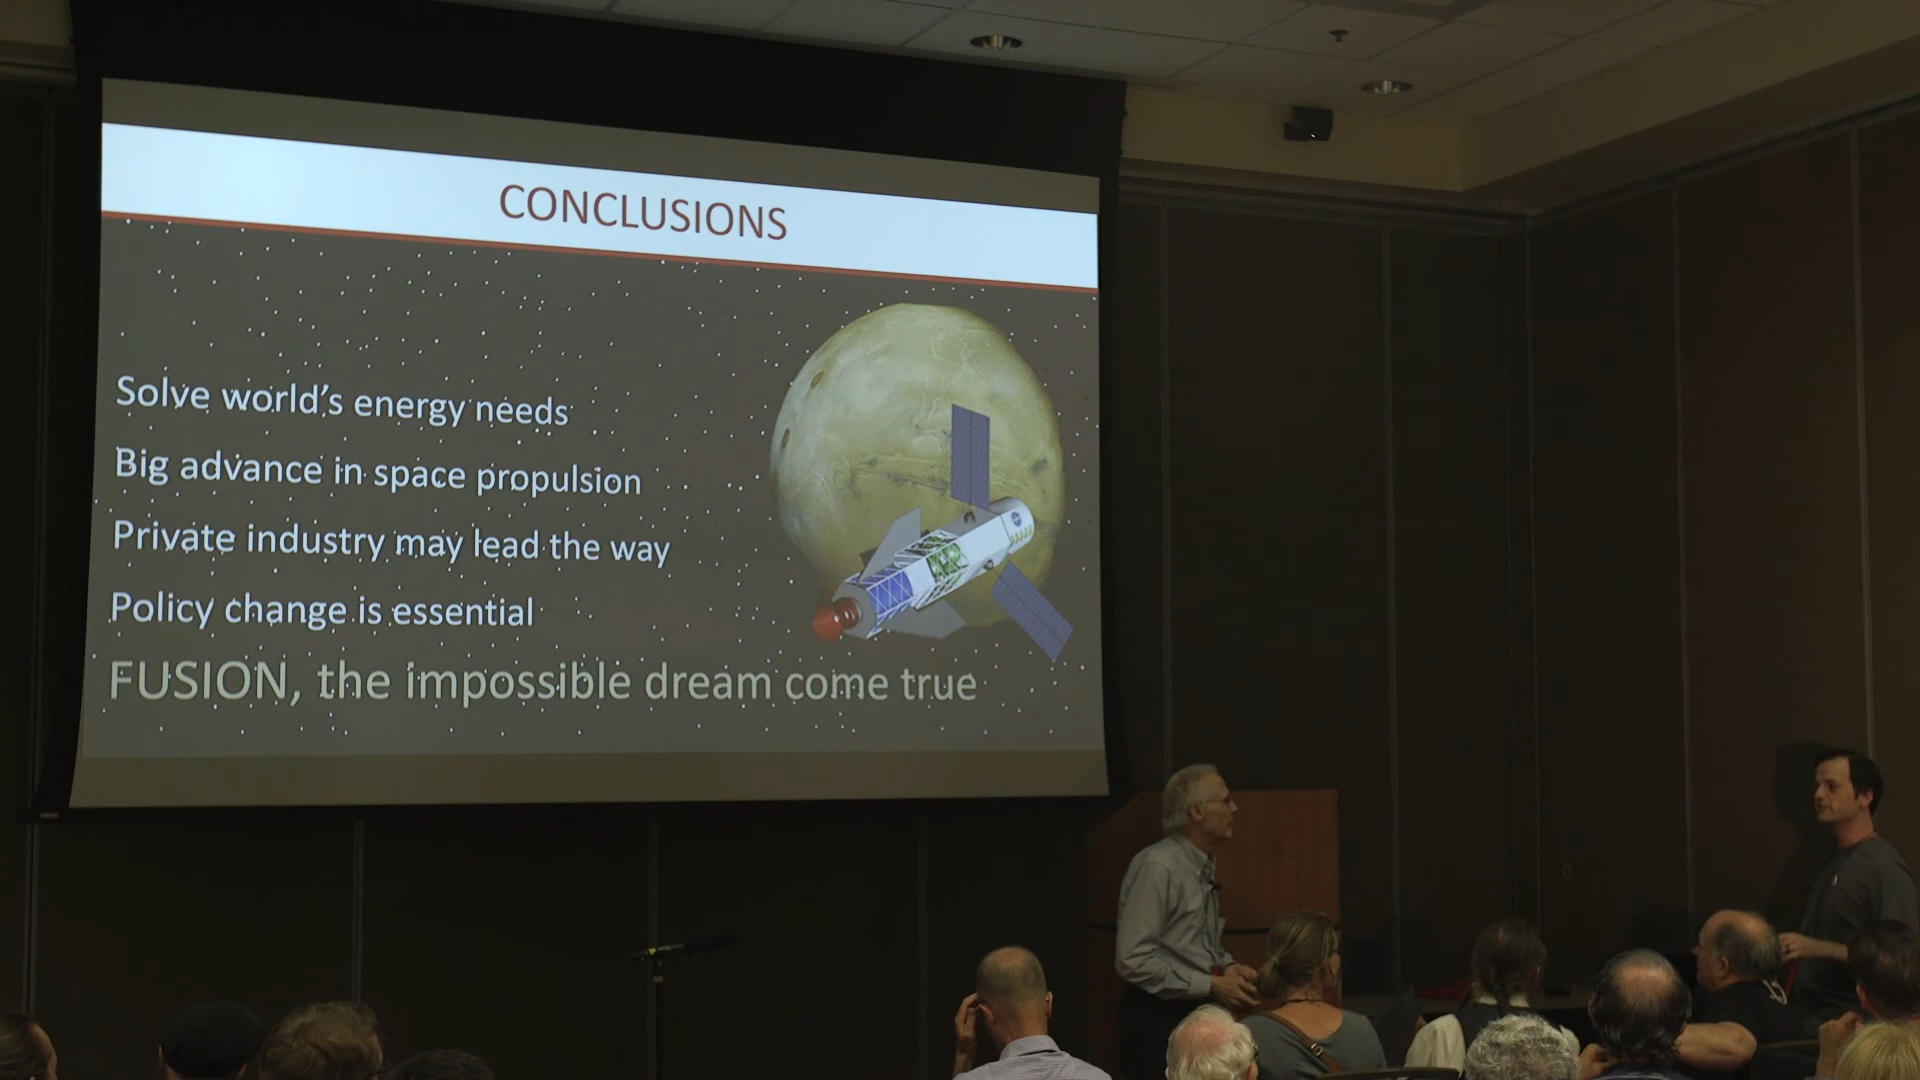 CONCLUSIONS
Solve world's energy needs
Big advance in space propulsion
Private industry may lead the way
Policy change is essential
FUSION, the impossible dream come true